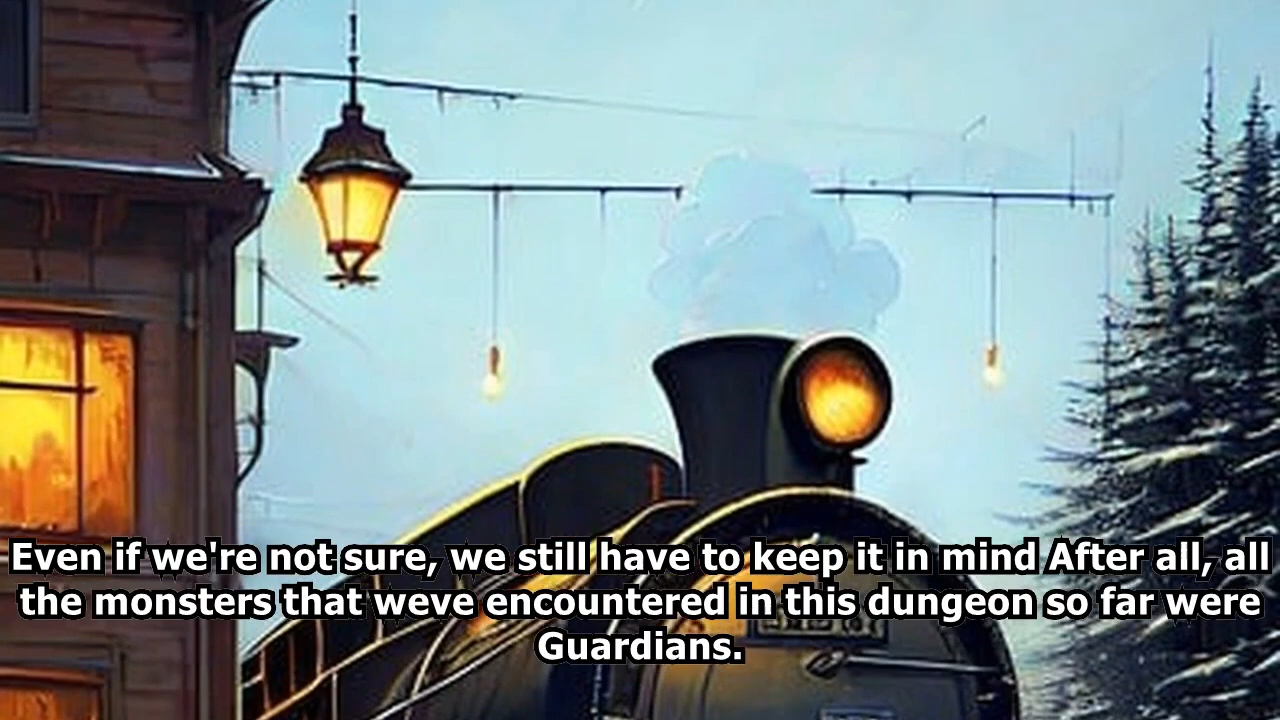 Even if we're not sure, we still have to keep it in mind After all, all
the monsters that weve encountered in this dungeon so far were
Guardians.